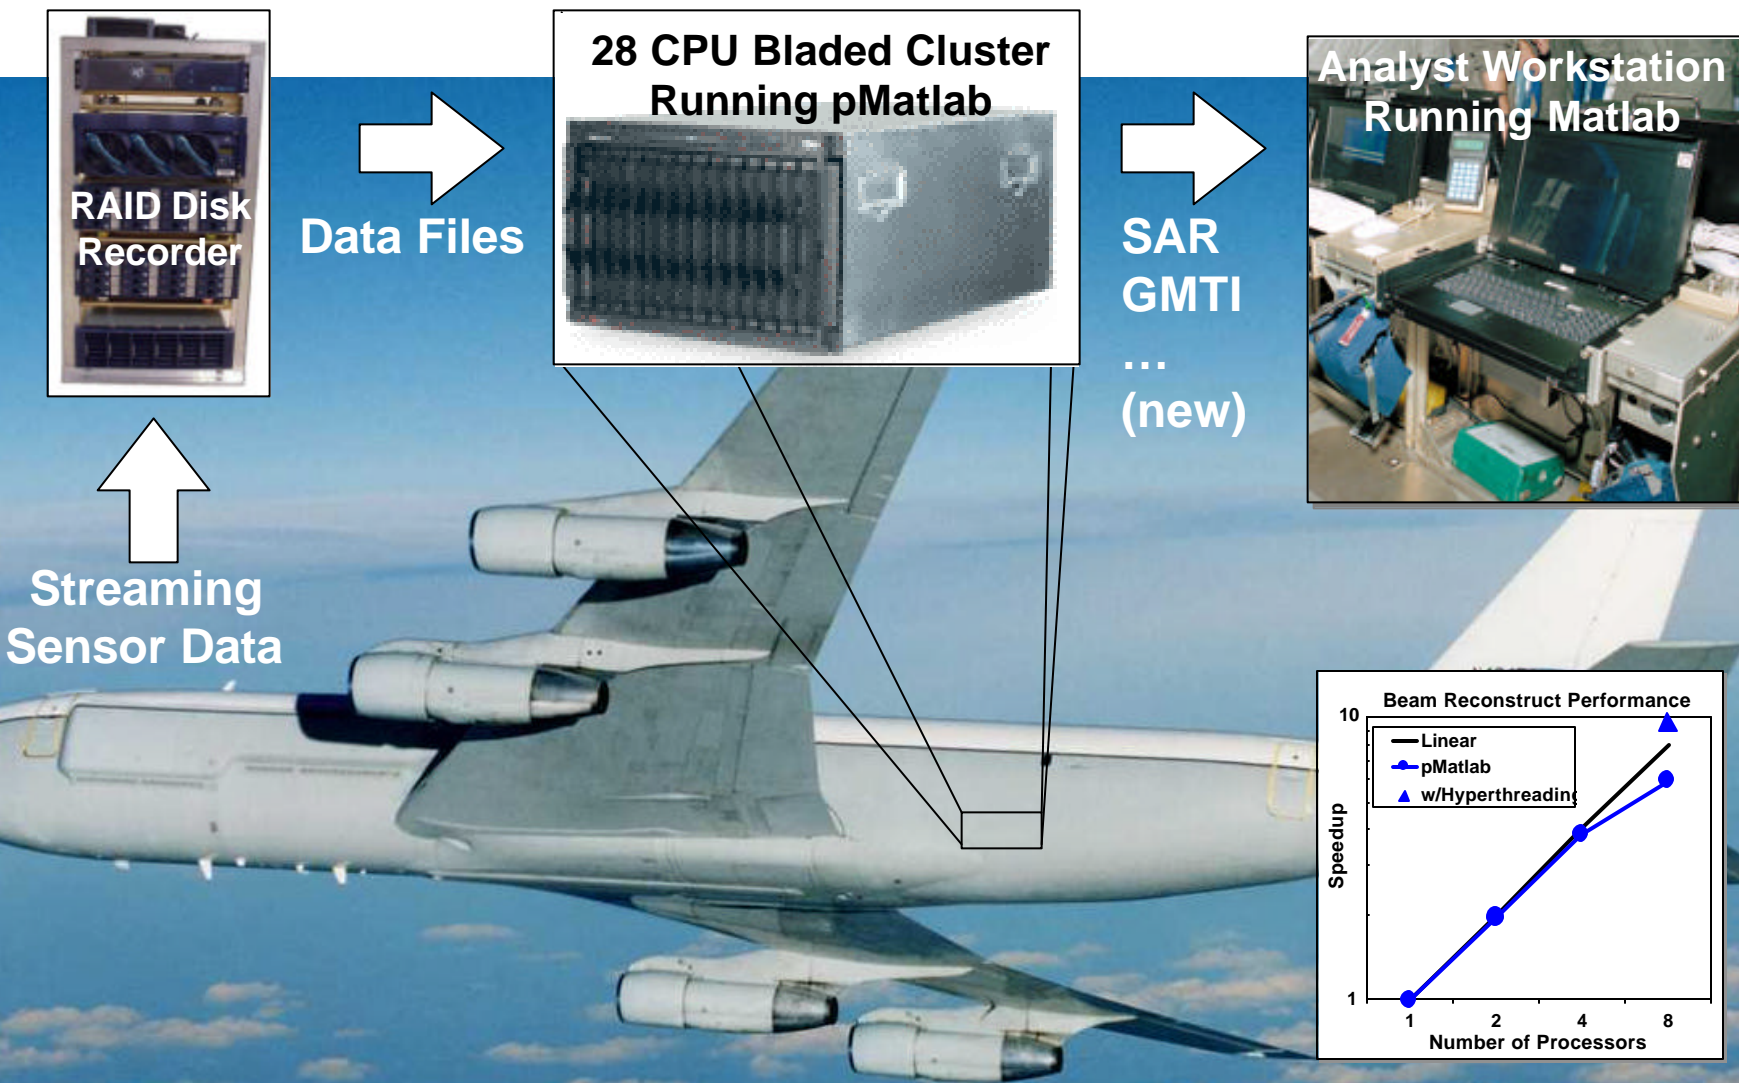 28 CPU Bladed Cluster
Running pMatlab
Analyst Workstation
Running Matlab
RAID Disk
Recorder
Data Files
SAR
GMTI
...
(new)
Streaming
Sensor Data
Beam Reconstruct Performance
10
Linear
pMatlab
w/Hyperthreading
Speedup
1
1 2 4 8
Number of Processors